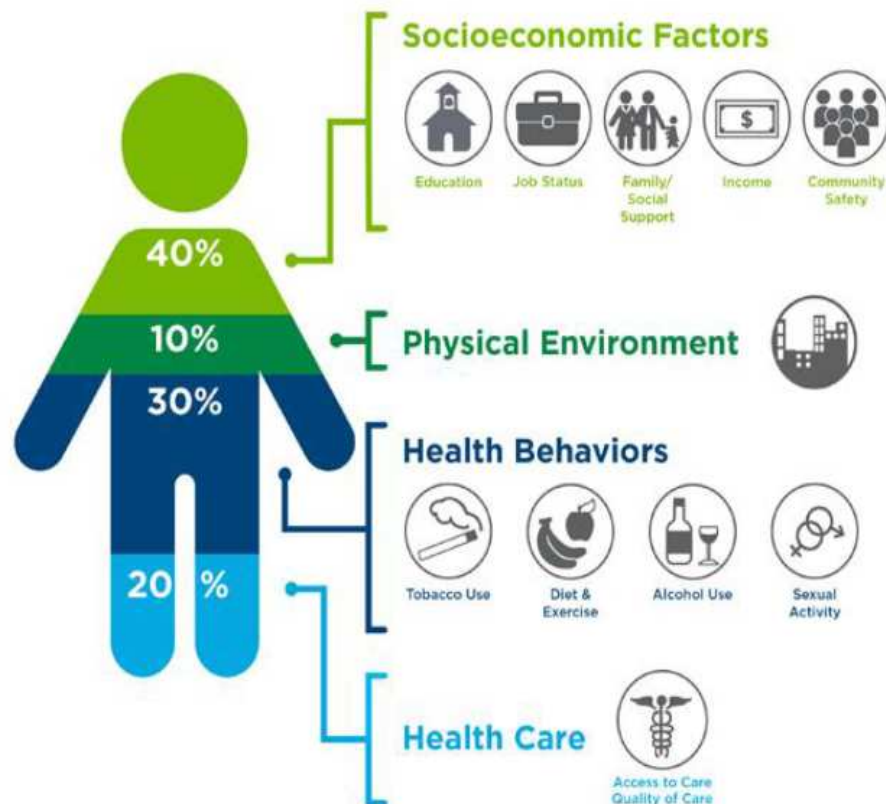 Socioeconomic Factors
$
Education
Job Status
Family/
Social
Support
Income
Community
Safety
40%
10%
Physical Environment
30%
Health Behaviors
Tobacco Use
Diet &
Exercise
Alcohol Use
Sexual
Activity
20 %
Health Care
Access to Care
Quality of Care